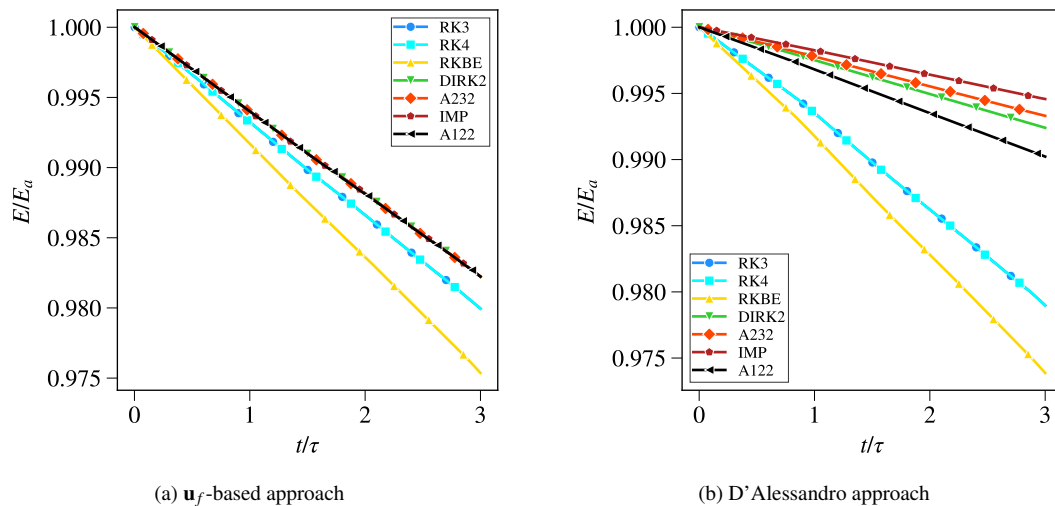 1.000
0.995
0.990
0.985
0.980
0.975
E/Eₐ
0
1
2
3
t/τ
RK3
RK4
RKBE
DIRK2
A232
IMP
A122
(a) u_f-based approach
1.000
0.995
0.990
0.985
0.980
0.975
E/Eₐ
0
1
2
3
t/τ
RK3
RK4
RKBE
DIRK2
A232
IMP
A122
(b) D'Alessandro approach